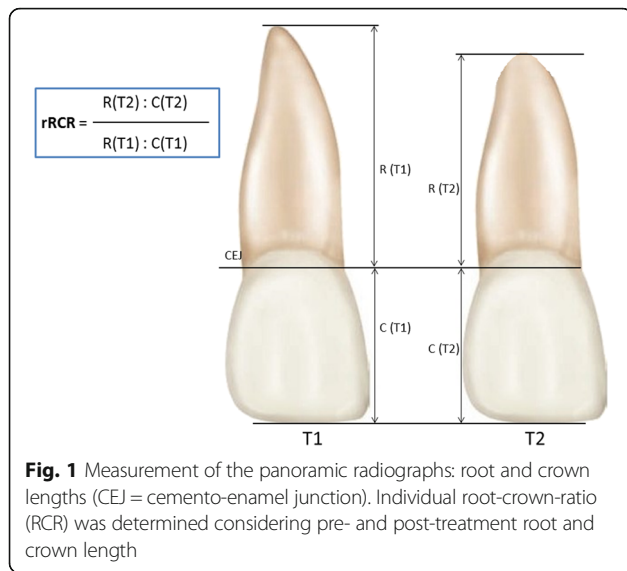 R(T2) : C(T2)
rRCR =
R(T1) : C(T1)
R (T1)
R (T2)
CEJ
C (T1)
C (T2)
T1
T2
Fig. 1 Measurement of the panoramic radiographs: root and crown
lengths (CEJ = cemento-enamel junction). Individual root-crown-ratio
(RCR) was determined considering pre- and post-treatment root and
crown length